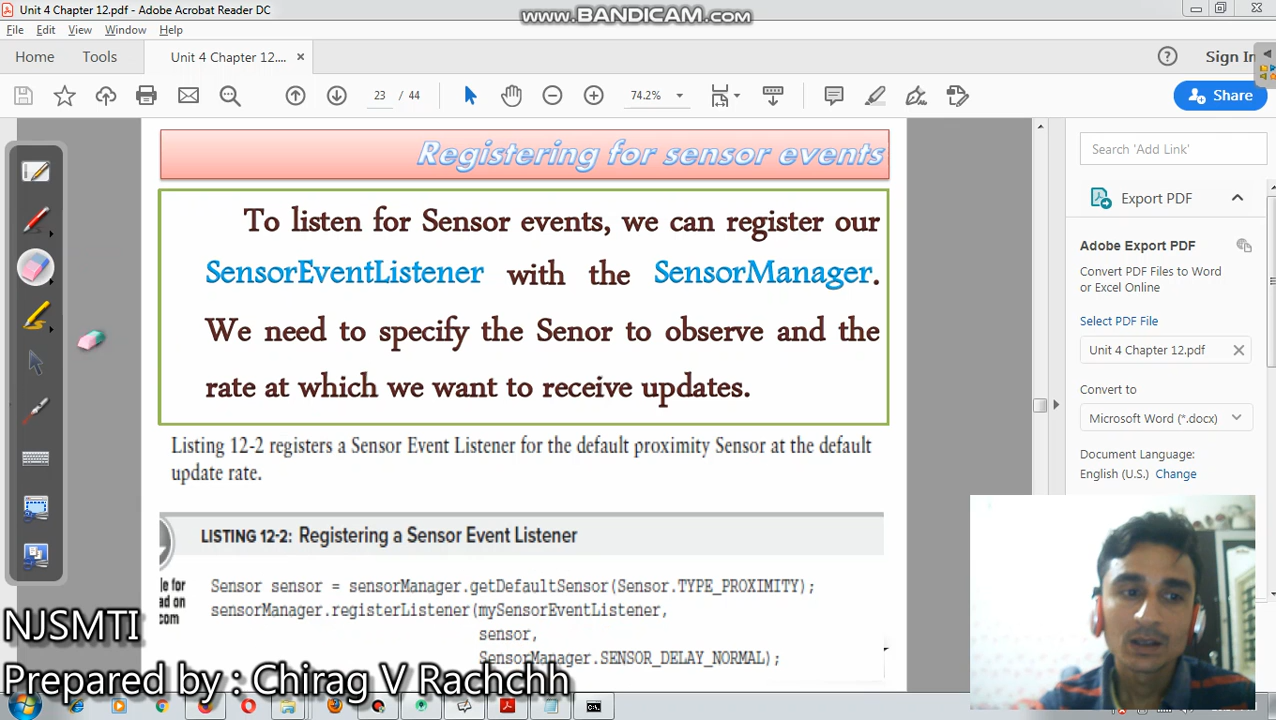 Unit 4 Chapter 12.pdf - Adobe Acrobat Reader DC
www.BANDICAM.com
File Edit View Window Help
Home Tools Unit 4 Chapter 12.... × Sign In
23 / 44 74.2% Share
Registering for sensor events
To listen for Sensor events, we can register our
SensorEventListener with the SensorManager.
We need to specify the Senor to observe and the
rate at which we want to receive updates.
Listing 12-2 registers a Sensor Event Listener for the default proximity Sensor at the default
update rate.
LISTING 12-2: Registering a Sensor Event Listener
le for
ad on
com
Sensor sensor = sensorManager.getDefaultSensor(Sensor.TYPE_PROXIMITY);
sensorManager.registerListener(mySensorEventListener,
sensor,
SensorManager.SENSOR_DELAY_NORMAL);
Search 'Add Link'
Export PDF
Adobe Export PDF
Convert PDF Files to Word
or Excel Online
Select PDF File
Unit 4 Chapter 12.pdf
Convert to
Microsoft Word (*.docx)
Document Language:
English (U.S.) Change
NJSMTI
Prepared by : Chirag V Rachchh